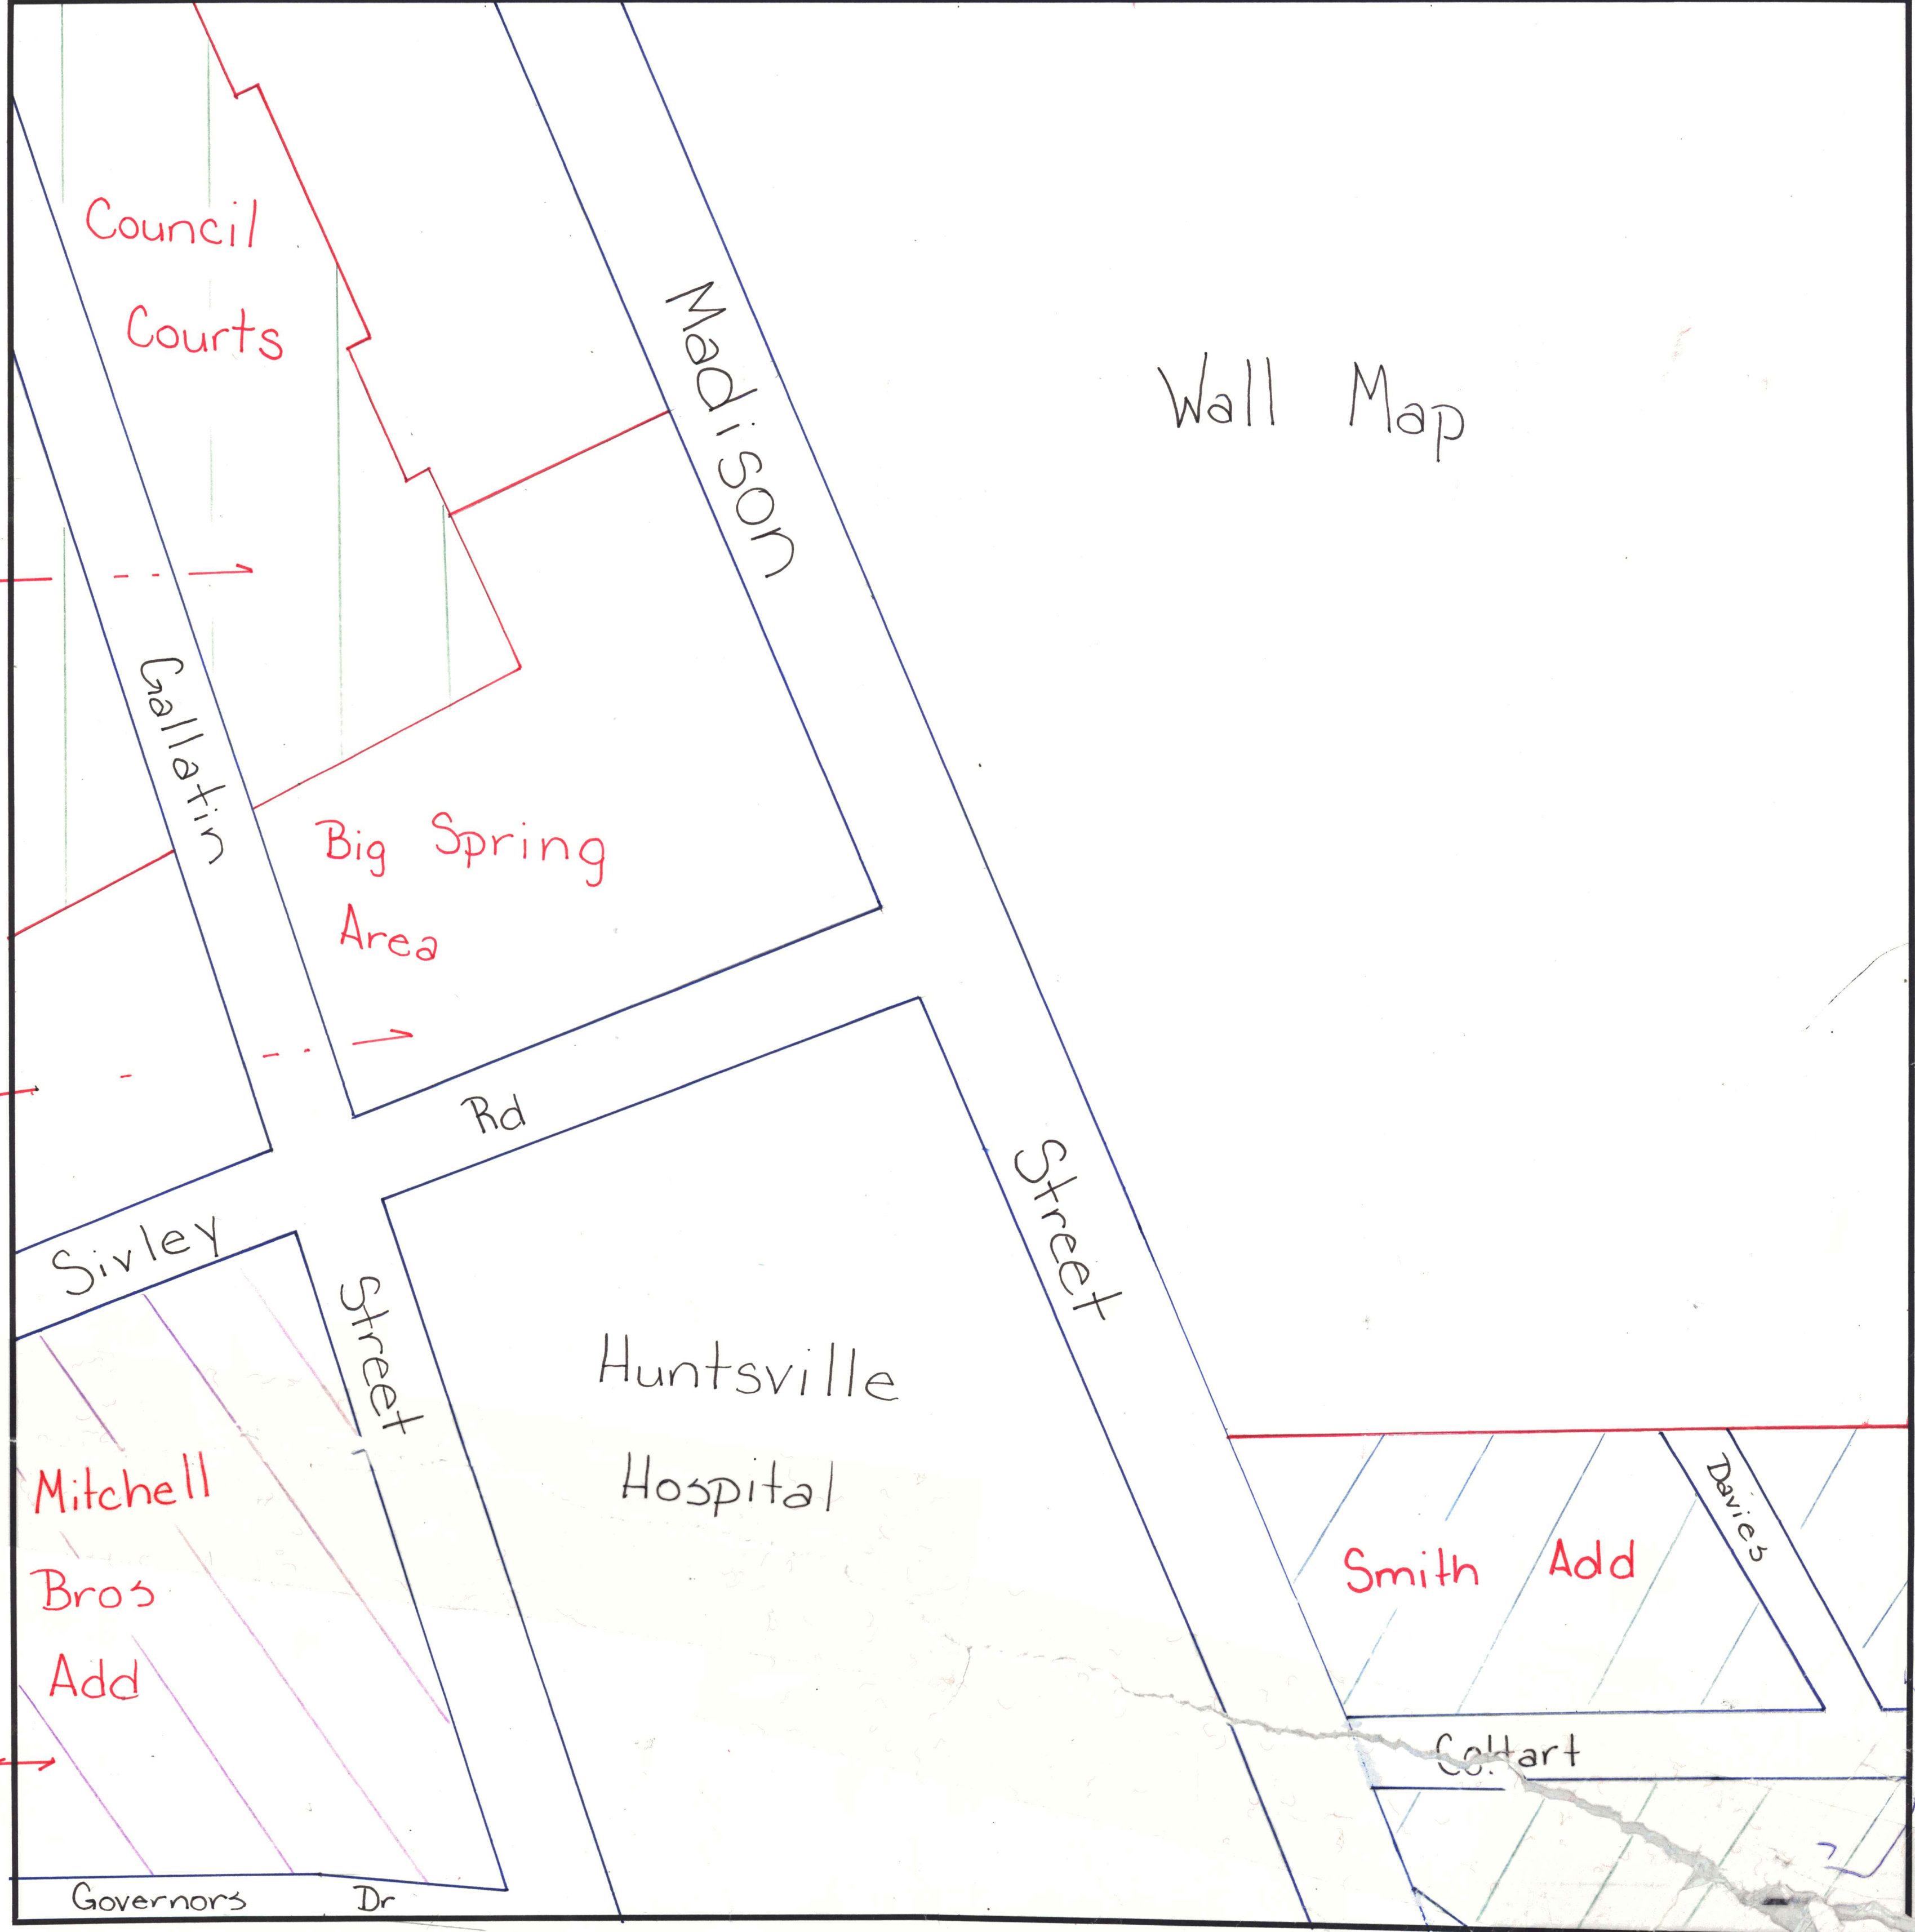 Council
Courts
Madison
Wall Map
Gallatin
Big Spring
Area
Rd
Street
Sivley
Street
Huntsville
Hospital
Mitchell
Bros
Add
Davies
Smith Add
Coltart
Governors Dr